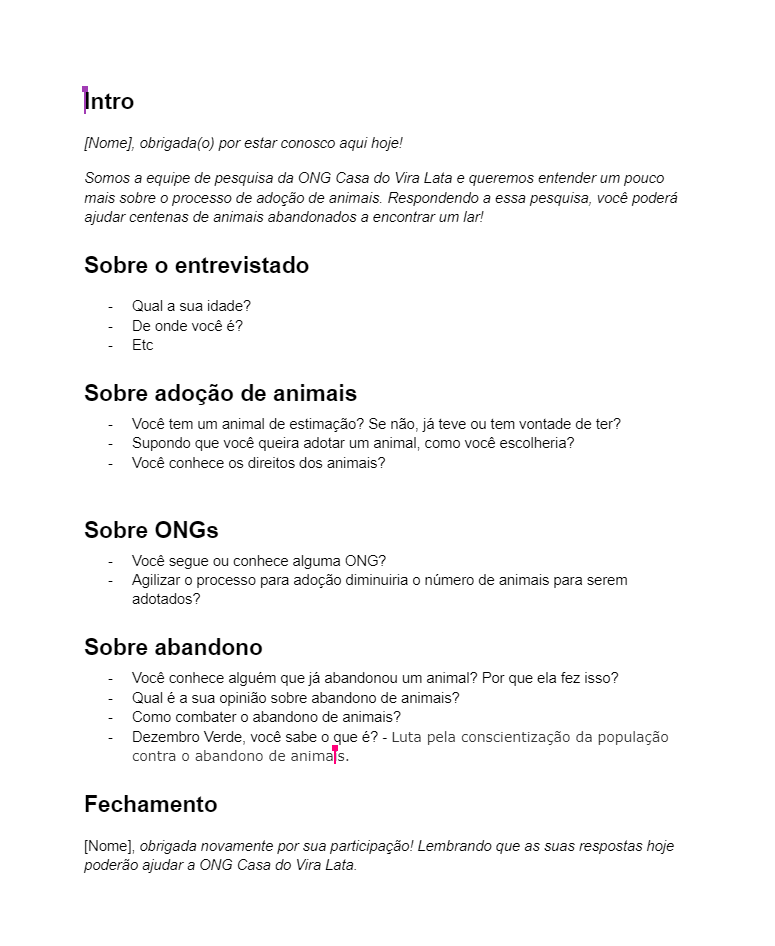 Intro
[Nome], obrigada(o) por estar conosco aqui hoje!
Somos a equipe de pesquisa da ONG Casa do Vira Lata e queremos entender um pouco
mais sobre o processo de adoção de animais. Respondendo a essa pesquisa, você poderá
ajudar centenas de animais abandonados a encontrar um lar!
Sobre o entrevistado
- Qual a sua idade?
- De onde você é?
- Etc
Sobre adoção de animais
- Você tem um animal de estimação? Se não, já teve ou tem vontade de ter?
- Supondo que você queira adotar um animal, como você escolheria?
- Você conhece os direitos dos animais?
Sobre ONGs
- Você segue ou conhece alguma ONG?
- Agilizar o processo para adoção diminuiria o número de animais para serem
adotados?
Sobre abandono
- Você conhece alguém que já abandonou um animal? Por que ela fez isso?
- Qual é a sua opinião sobre abandono de animais?
- Como combater o abandono de animais?
- Dezembro Verde, você sabe o que é? - Luta pela conscientização da população
contra o abandono de animais.
Fechamento
[Nome], obrigada novamente por sua participação! Lembrando que as suas respostas hoje
poderão ajudar a ONG Casa do Vira Lata.